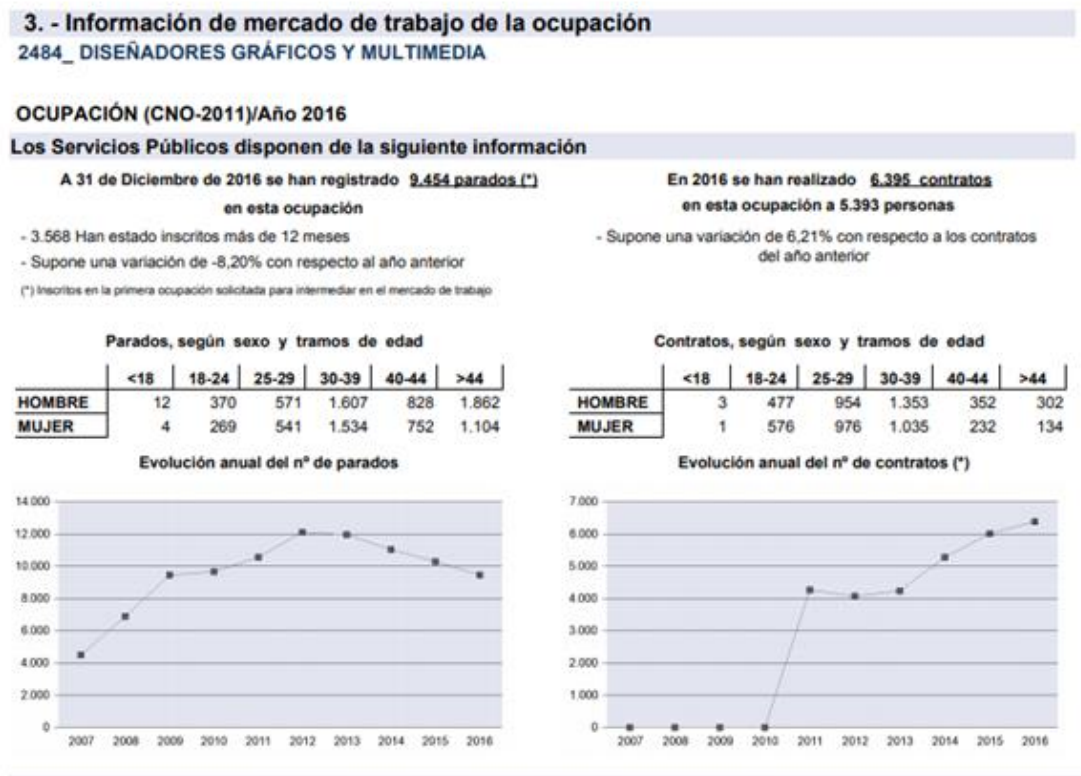 3. - Información de mercado de trabajo de la ocupación
2484_ DISEÑADORES GRÁFICOS Y MULTIMEDIA
OCUPACIÓN (CNO-2011)/Año 2016
Los Servicios Públicos disponen de la siguiente información
A 31 de Diciembre de 2016 se han registrado 9.454 parados (*)
en esta ocupación
- 3.568 Han estado inscritos más de 12 meses
- Supone una variación de -8,20% con respecto al año anterior
(*) Inscritos en la primera ocupación solicitada para intermediar en el mercado de trabajo
En 2016 se han realizado 6.395 contratos
en esta ocupación a 5.393 personas
- Supone una variación de 6,21% con respecto a los contratos
del año anterior
Parados, según sexo y tramos de edad
<18 18-24 25-29 30-39 40-44 >44
HOMBRE 12 370 571 1.607 828 1.862
MUJER 4 269 541 1.534 752 1.104
Contratos, según sexo y tramos de edad
<18 18-24 25-29 30-39 40-44 >44
HOMBRE 3 477 954 1.353 352 302
MUJER 1 576 976 1.035 232 134
Evolución anual del nº de parados
14.000
12.000
10.000
8.000
6.000
4.000
2.000
0
2007 2008 2009 2010 2011 2012 2013 2014 2015 2016
Evolución anual del nº de contratos (*)
7.000
6.000
5.000
4.000
3.000
2.000
1.000
0
2007 2008 2009 2010 2011 2012 2013 2014 2015 2016